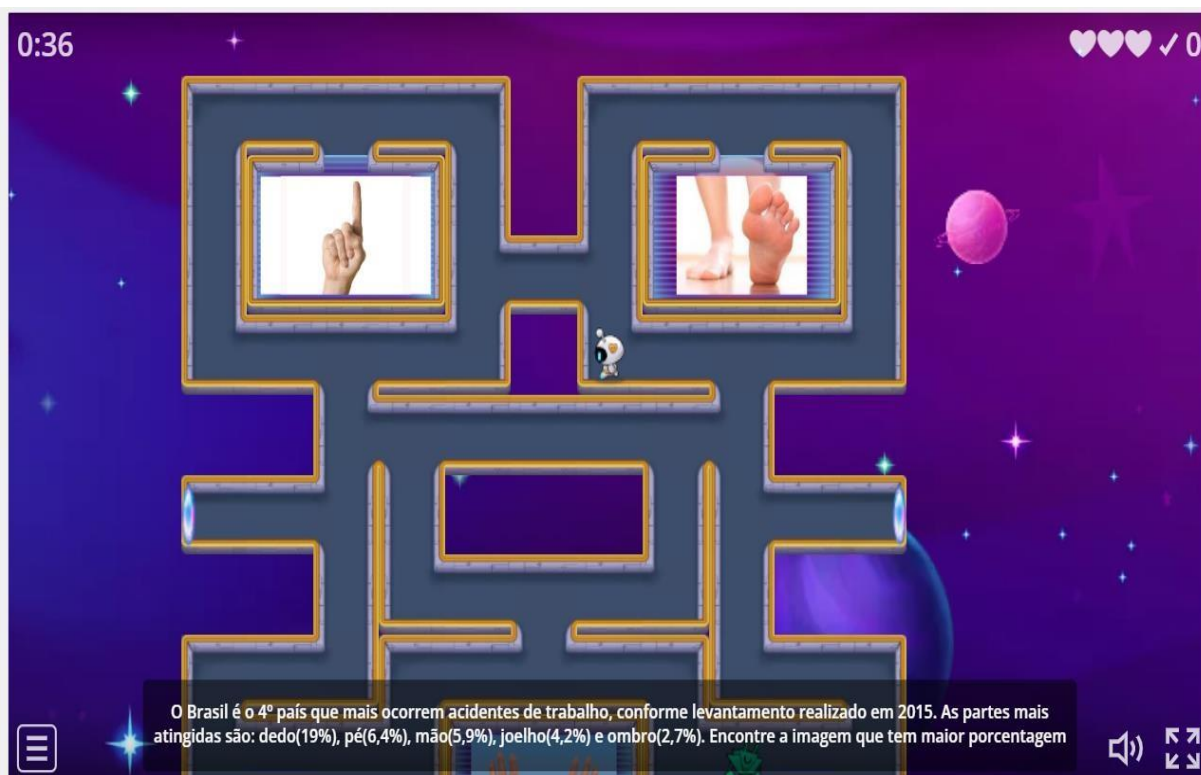 0:36
✓ 0
O Brasil é o 4º país que mais ocorrem acidentes de trabalho, conforme levantamento realizado em 2015. As partes mais
atingidas são: dedo(19%), pé(6,4%), mão(5,9%), joelho(4,2%) e ombro(2,7%). Encontre a imagem que tem maior porcentagem